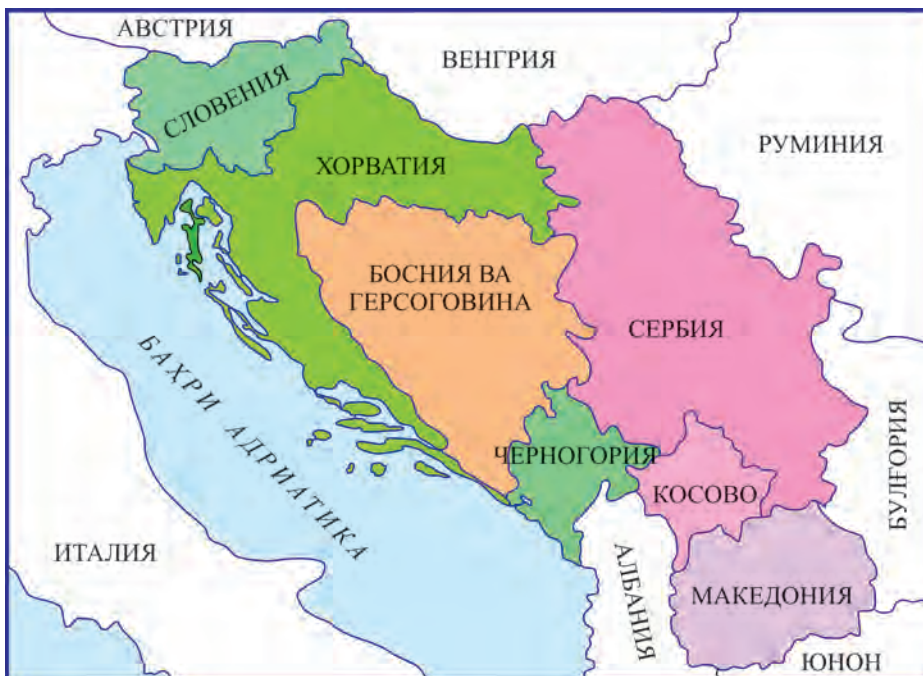 АВСТРИЯ
ВЕНГРИЯ
СЛОВЕНИЯ
РУМИНИЯ
ХОРВАТИЯ
БОСНИЯ ВА
ГЕРСОГОВИНА
СЕРБИЯ
БАҲРИ АДРИАТИКА
ЧЕРНОГОРИЯ
КОСОВО
БУЛҒОРИЯ
ИТАЛИЯ
АЛБАНИЯ
МАКЕДОНИЯ
ЮНОН